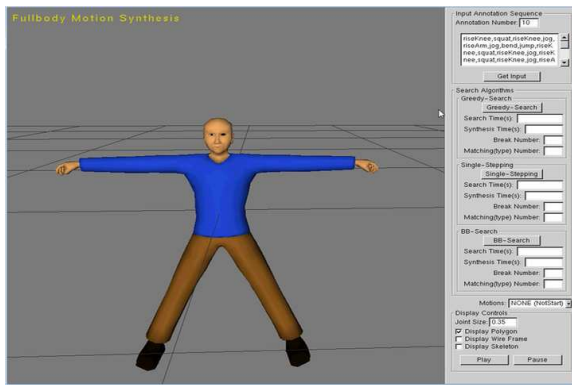 Fullbody Motion Synthesis
Input Annotation Sequence
Annotation Number: 10
riseKnee,squat,riseKnee,jog,
riseArm,jog,bend,jump,riseK
nee,squat,riseKnee,jog,riseK
nee,squat,riseKnee,jog,riseA
Get Input
Search Algorithms
Greedy-Search
Greedy-Search
Search Time(s):
Synthesis Time(s):
Break Number:
Matching(type) Number:
Single-Stepping
Single-Stepping
Search Time(s):
Synthesis Time(s):
Break Number:
Matching(type) Number:
BB-Search
BB-Search
Search Time(s):
Synthesis Time(s):
Break Number:
Matching(type) Number:
Motions: NONE (NotStart)
Display Controls
Joint Size: 0.35
Display Polygon
Display Wire Frame
Display Skeleton
Play Pause